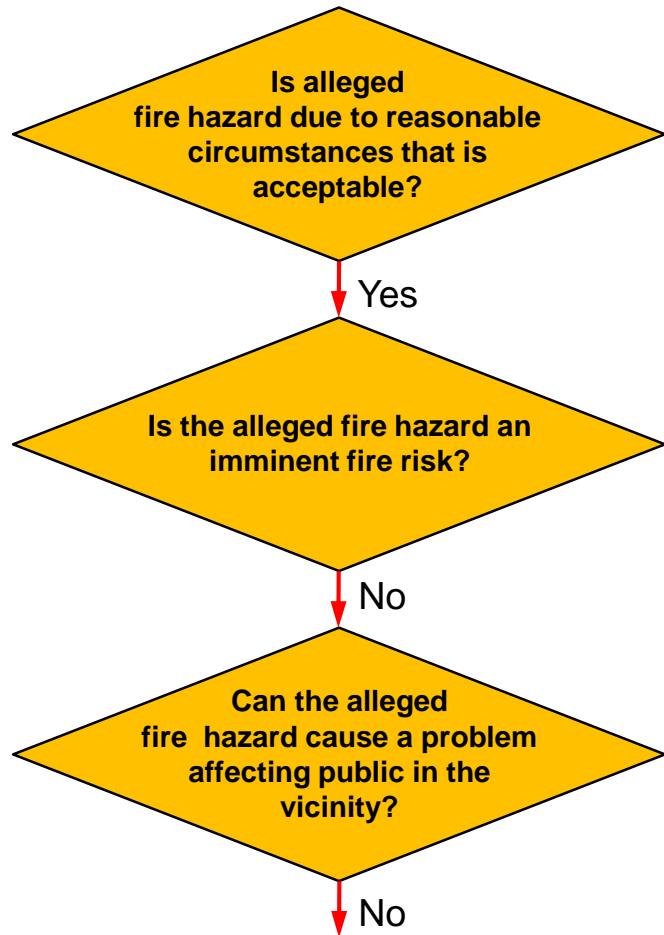 Is alleged
fire hazard due to reasonable
circumstances that is
acceptable?
Yes
Is the alleged fire hazard an
imminent fire risk?
No
Can the alleged
fire  hazard cause a problem
affecting public in the
vicinity?
No